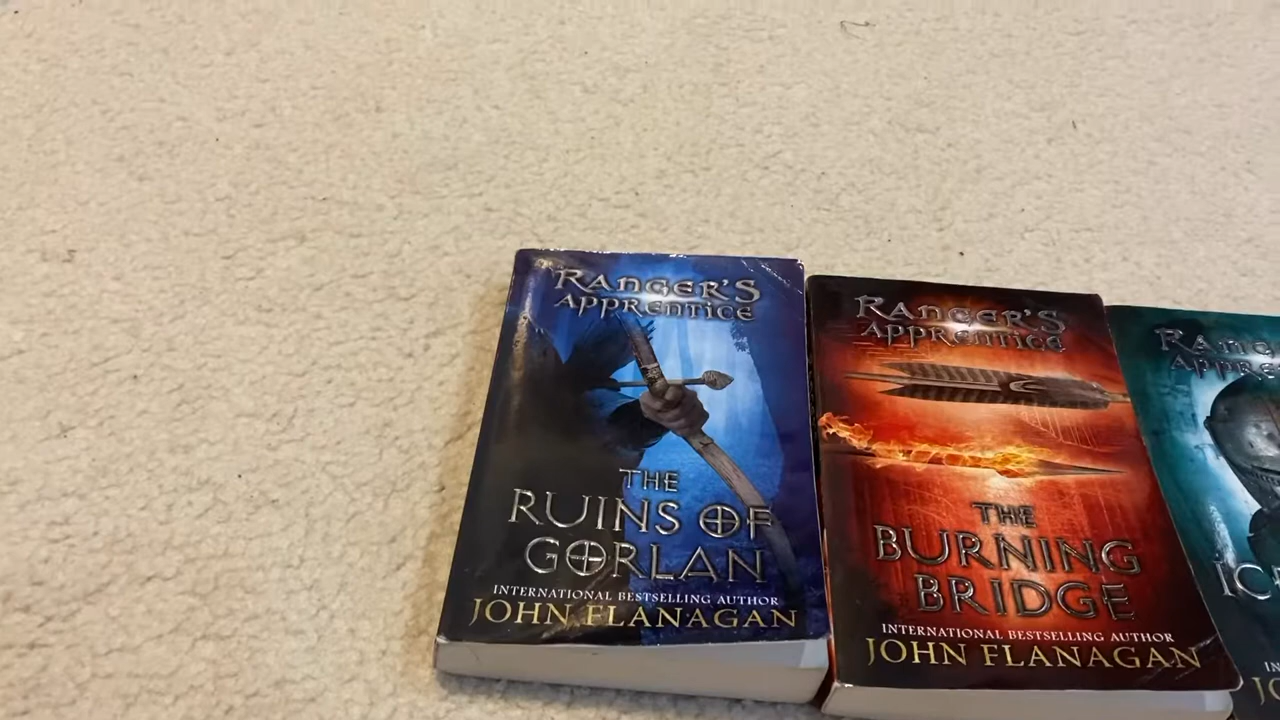 RANGER'S
APPRENTICE
THE
RUINS OF
GORLAN
INTERNATIONAL BESTSELLING AUTHOR
JOHN FLANAGAN
RANGER'S
APPRENTICE
THE
BURNING
BRIDGE
INTERNATIONAL BESTSELLING AUTHOR
JOHN FLANAGAN